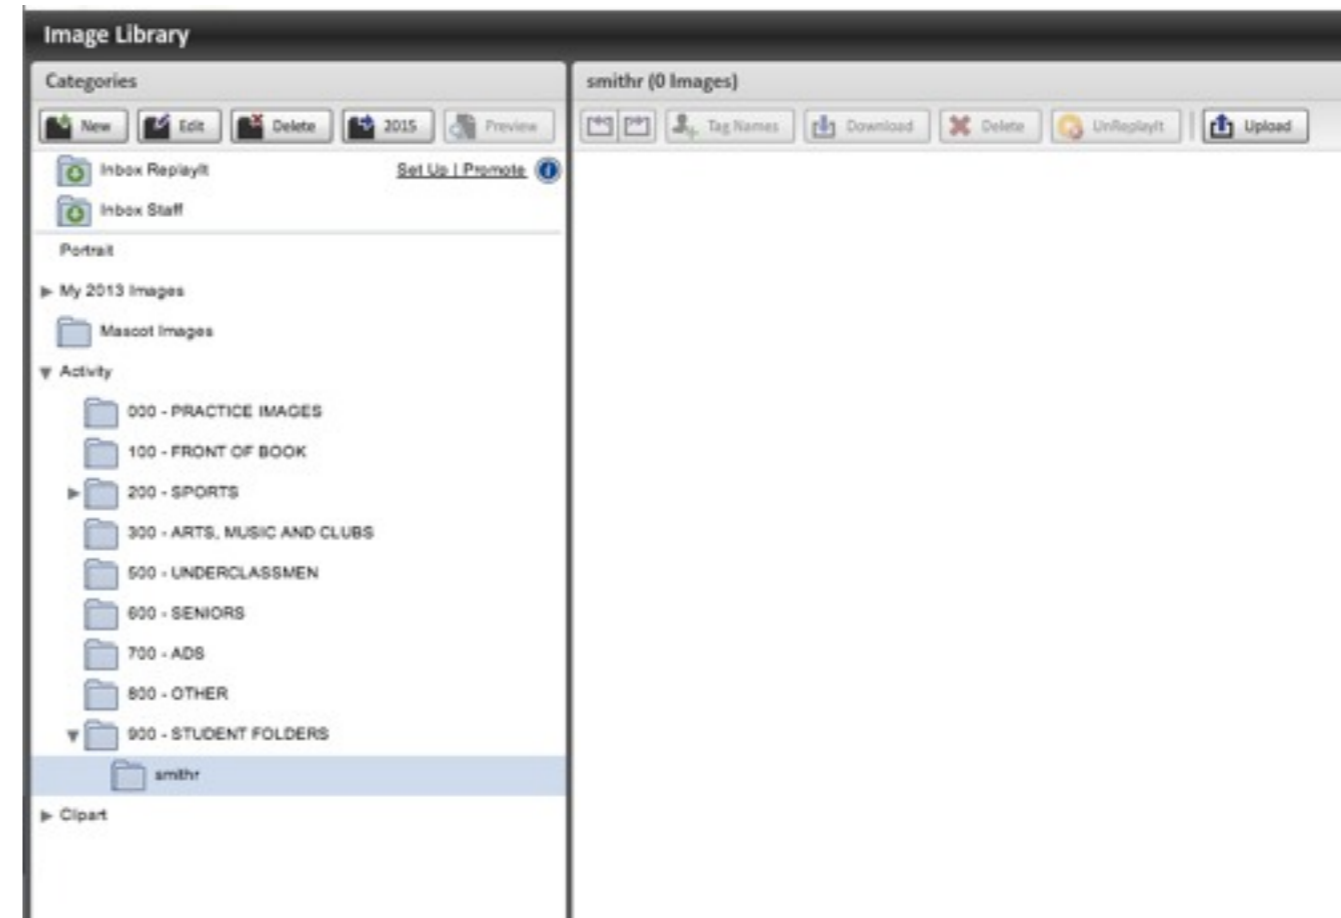 Image Library
Categories
New Edit Delete 2015 Preview
Inbox ReplayIt Set Up | Promote
Inbox Staff
Portrait
My 2013 Images
Mascot Images
Activity
000 - PRACTICE IMAGES
100 - FRONT OF BOOK
200 - SPORTS
300 - ARTS, MUSIC AND CLUBS
500 - UNDERCLASSMEN
600 - SENIORS
700 - ADS
800 - OTHER
900 - STUDENT FOLDERS
smithr
Clipart
smithr (0 Images)
Tag Names Download Delete UnReplayIt Upload